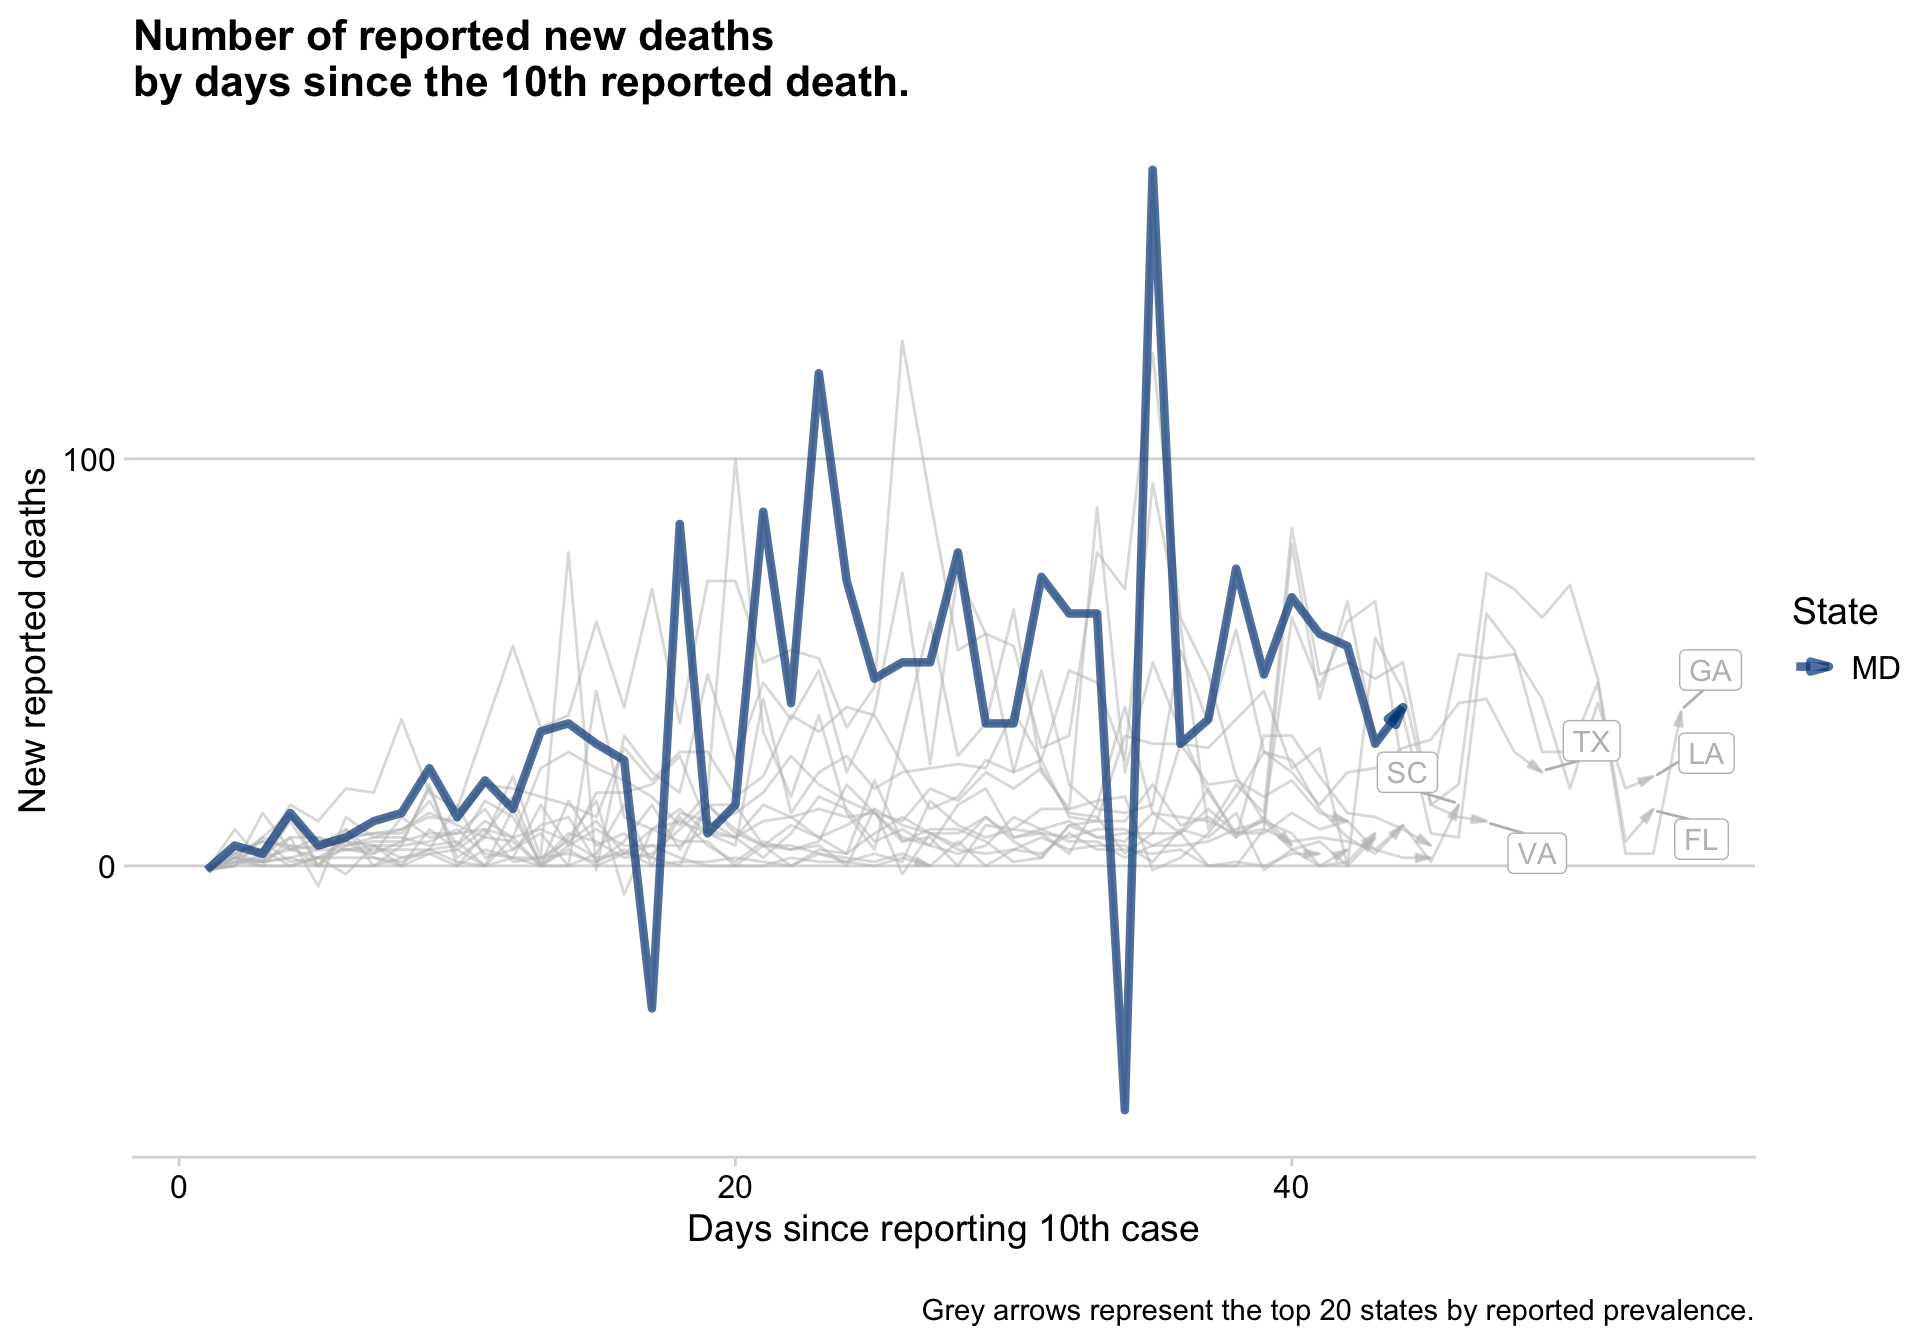 Number of reported new deaths
by days since the 10th reported death.
New reported deaths
100
0
GA
LA
TX
SC
FL
VA
State
MD
0
20
40
Days since reporting 10th case
Grey arrows represent the top 20 states by reported prevalence.